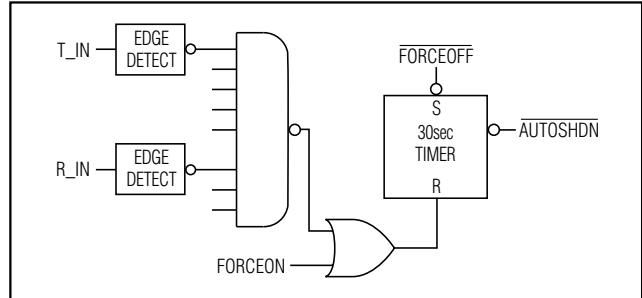 T_IN
EDGE
DETECT
R_IN
EDGE
DETECT
FORCEON
FORCEOFF
S
30sec
TIMER
R
AUTOSHDN